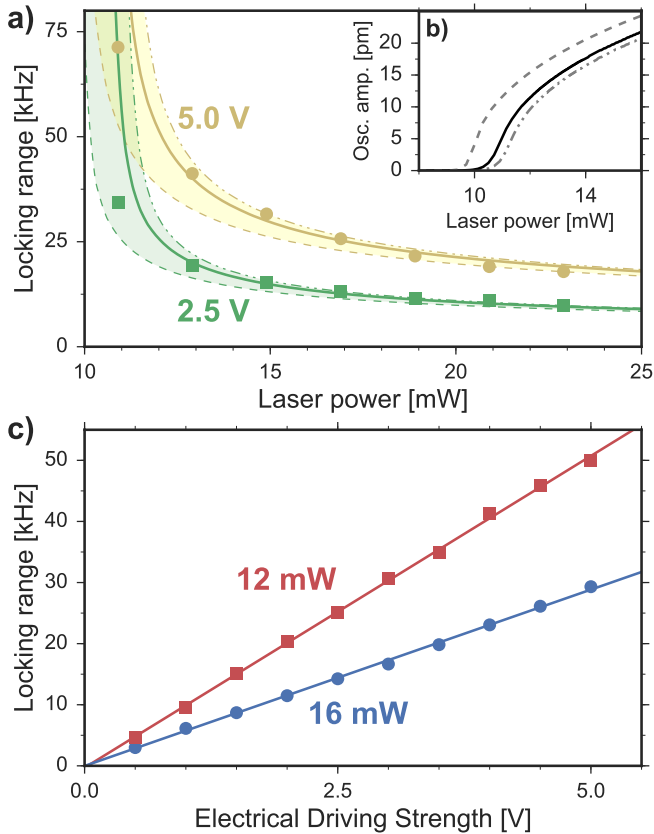 a)
75
50
25
0
Locking range [kHz]
5.0 V
2.5 V
10
15
20
25
Laser power [mW]
b)
20
15
10
5
0
Osc. amp. [pm]
10
14
Laser power [mW]
c)
50
40
30
20
10
0
Locking range [kHz]
12 mW
16 mW
0.0
2.5
5.0
Electrical Driving Strength [V]